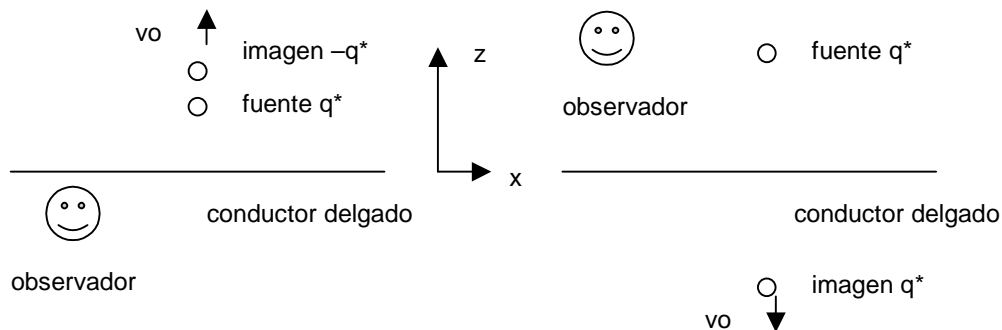 vo
imagen –q*
fuente q*
conductor delgado
observador
z
x
fuente q*
observador
conductor delgado
imagen q*
vo